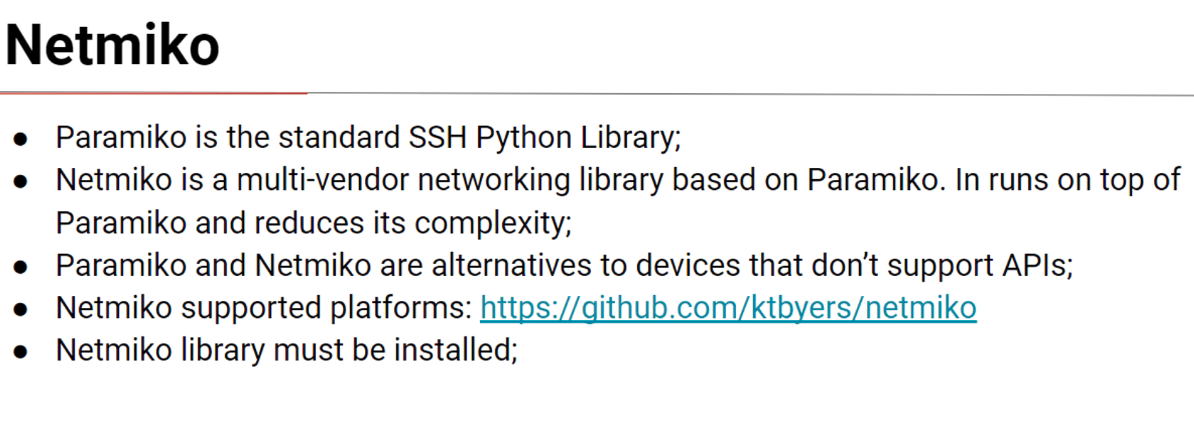 Netmiko
● Paramiko is the standard SSH Python Library;
● Netmiko is a multi-vendor networking library based on Paramiko. In runs on top of
Paramiko and reduces its complexity;
● Paramiko and Netmiko are alternatives to devices that don’t support APIs;
● Netmiko supported platforms: https://github.com/ktbyers/netmiko
● Netmiko library must be installed;